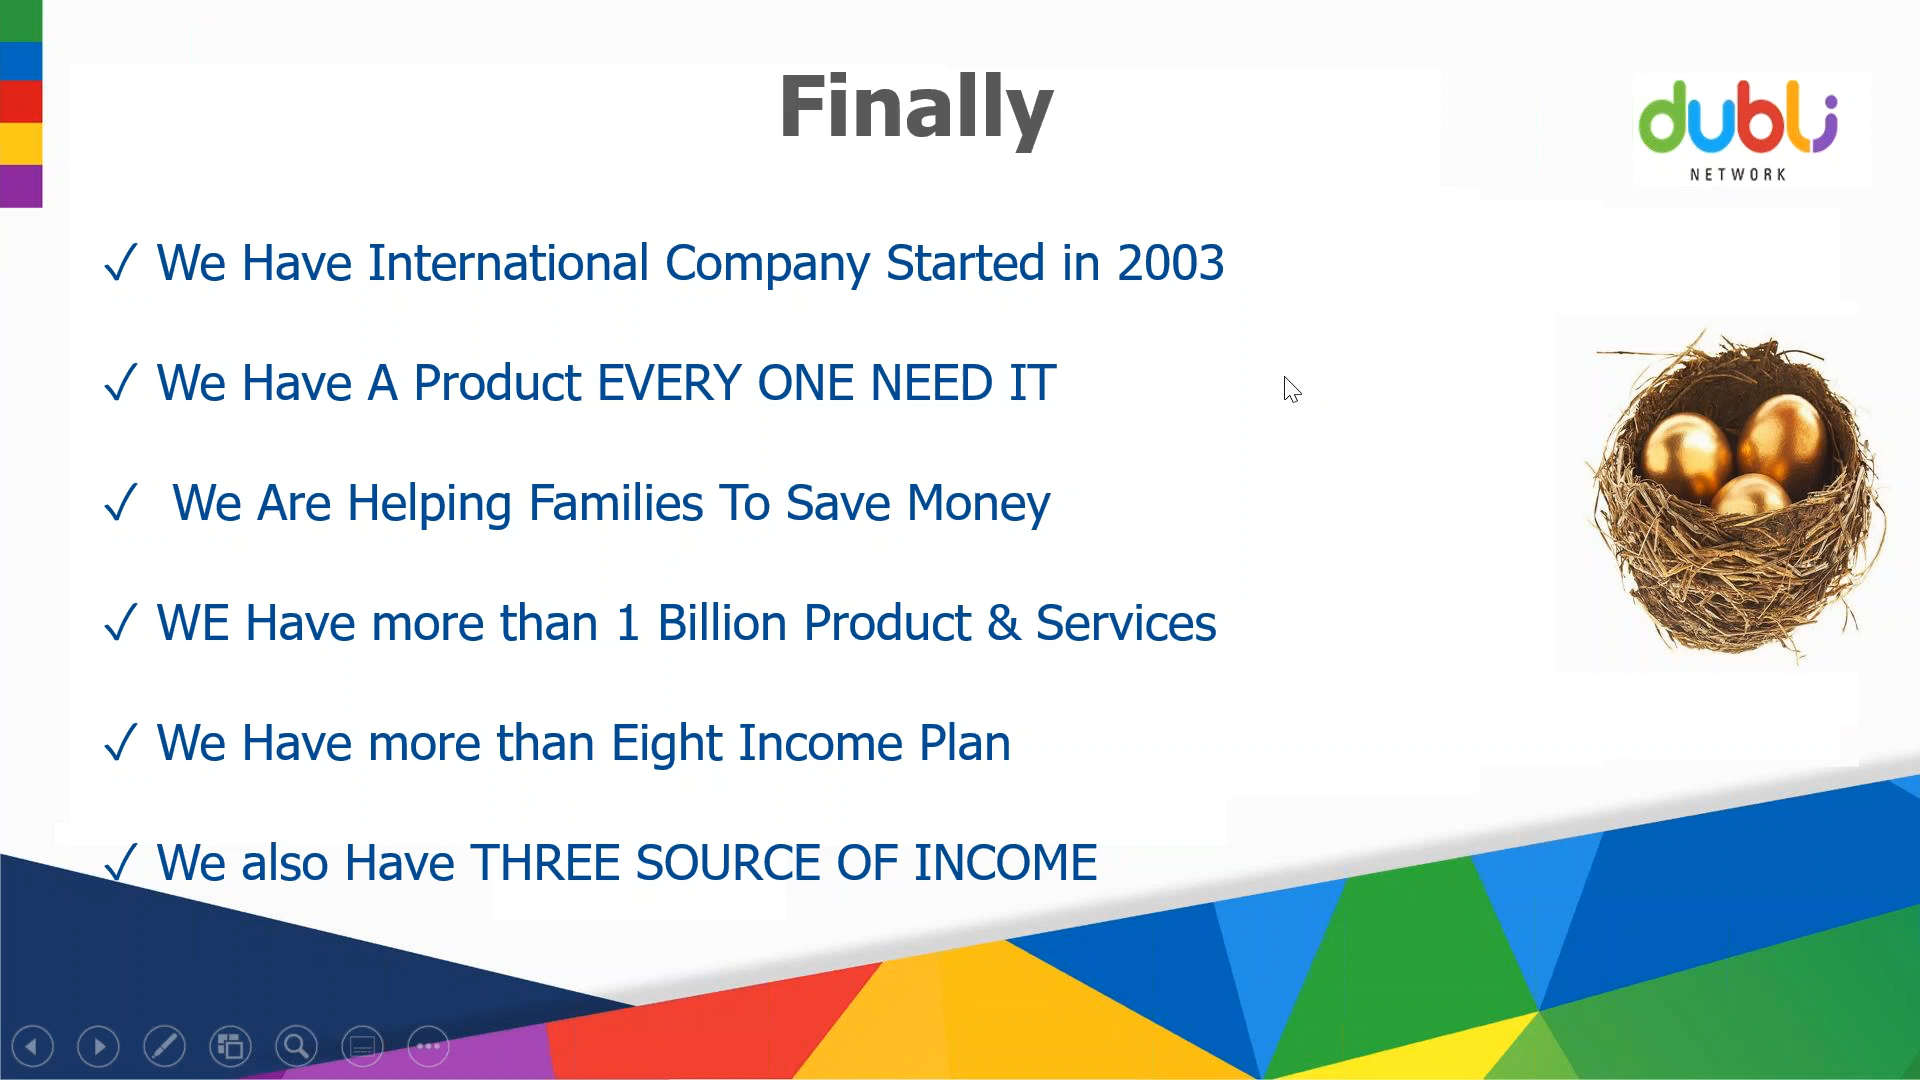 Finally
dubli
NETWORK
✓ We Have International Company Started in 2003
✓ We Have A Product EVERY ONE NEED IT
✓ We Are Helping Families To Save Money
✓ WE Have more than 1 Billion Product & Services
✓ We Have more than Eight Income Plan
✓ We also Have THREE SOURCE OF INCOME